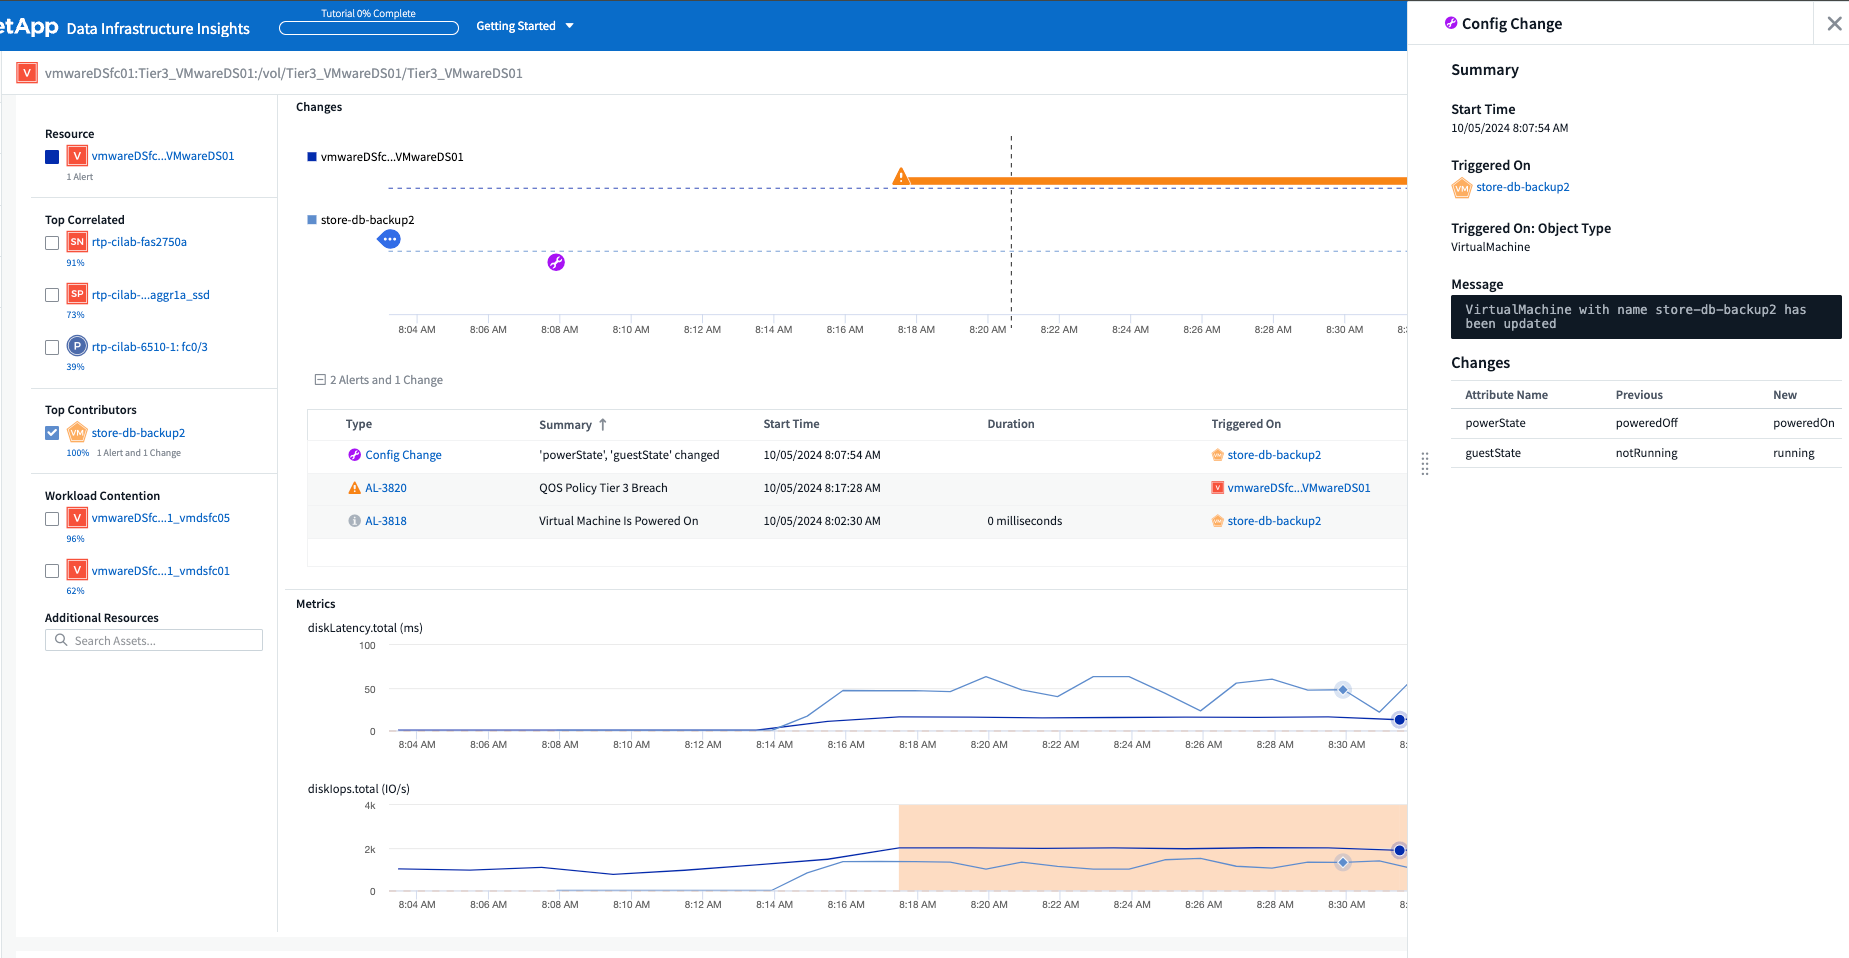 etApp Data Infrastructure Insights
Tutorial 0% Complete
Getting Started
V vmwareDSfc01:Tier3_VMwareDS01:/vol/Tier3_VMwareDS01/Tier3_VMwareDS01
Resource
V vmwareDSfc...VMwareDS01
1 Alert
Top Correlated
SN rtp-cilab-fas2750a
91%
SP rtp-cilab-...aggr1a_ssd
73%
P rtp-cilab-6510-1: fc0/3
39%
Top Contributors
VM store-db-backup2
100% 1 Alert and 1 Change
Workload Contention
V vmwareDSfc...1_vmdsfc05
96%
V vmwareDSfc...1_vmdsfc01
62%
Additional Resources
Search Assets...
Changes
vmwareDSfc...VMwareDS01
store-db-backup2
8:04 AM 8:06 AM 8:08 AM 8:10 AM 8:12 AM 8:14 AM 8:16 AM 8:18 AM 8:20 AM 8:22 AM 8:24 AM 8:26 AM 8:28 AM 8:30 AM 8:
2 Alerts and 1 Change
Type Summary ↑ Start Time Duration Triggered On
Config Change 'powerState', 'guestState' changed 10/05/2024 8:07:54 AM store-db-backup2
AL-3820 QOS Policy Tier 3 Breach 10/05/2024 8:17:28 AM V vmwareDSfc...VMwareDS01
AL-3818 Virtual Machine Is Powered On 10/05/2024 8:02:30 AM 0 milliseconds store-db-backup2
Metrics
diskLatency.total (ms)
100
50
0
8:04 AM 8:06 AM 8:08 AM 8:10 AM 8:12 AM 8:14 AM 8:16 AM 8:18 AM 8:20 AM 8:22 AM 8:24 AM 8:26 AM 8:28 AM 8:30 AM 8:
diskIops.total (IO/s)
4k
2k
0
8:04 AM 8:06 AM 8:08 AM 8:10 AM 8:12 AM 8:14 AM 8:16 AM 8:18 AM 8:20 AM 8:22 AM 8:24 AM 8:26 AM 8:28 AM 8:30 AM 8:
Config Change
Summary
Start Time
10/05/2024 8:07:54 AM
Triggered On
VM store-db-backup2
Triggered On: Object Type
VirtualMachine
Message
VirtualMachine with name store-db-backup2 has
been updated
Changes
Attribute Name Previous New
powerState poweredOff poweredOn
guestState notRunning running